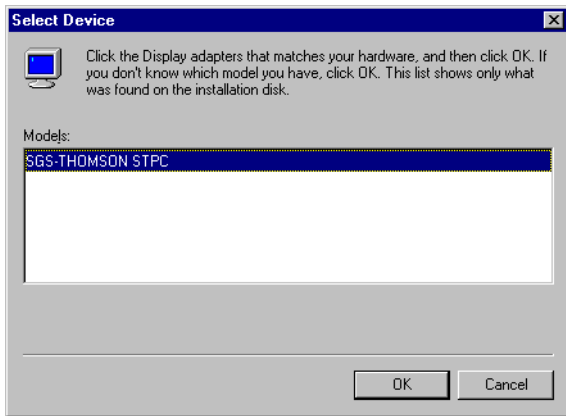 Select Device
Click the Display adapters that matches your hardware, and then click OK. If
you don't know which model you have, click OK. This list shows only what
was found on the installation disk.
Models:
SGS-THOMSON STPC
OK
Cancel